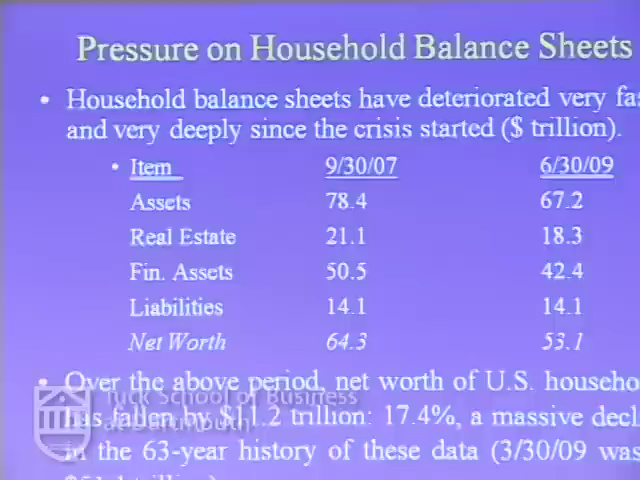 Pressure on Household Balance Sheets
• Household balance sheets have deteriorated very fas
and very deeply since the crisis started ($ trillion).
• Item 9/30/07 6/30/09
Assets 78.4 67.2
Real Estate 21.1 18.3
Fin. Assets 50.5 42.4
Liabilities 14.1 14.1
Net Worth 64.3 53.1
• Over the above period, net worth of U.S. househo
Tuck School of Business
has fallen by $11.2 trillion: 17.4%, a massive decl
at Dartmouth
in the 63-year history of these data (3/30/09 was